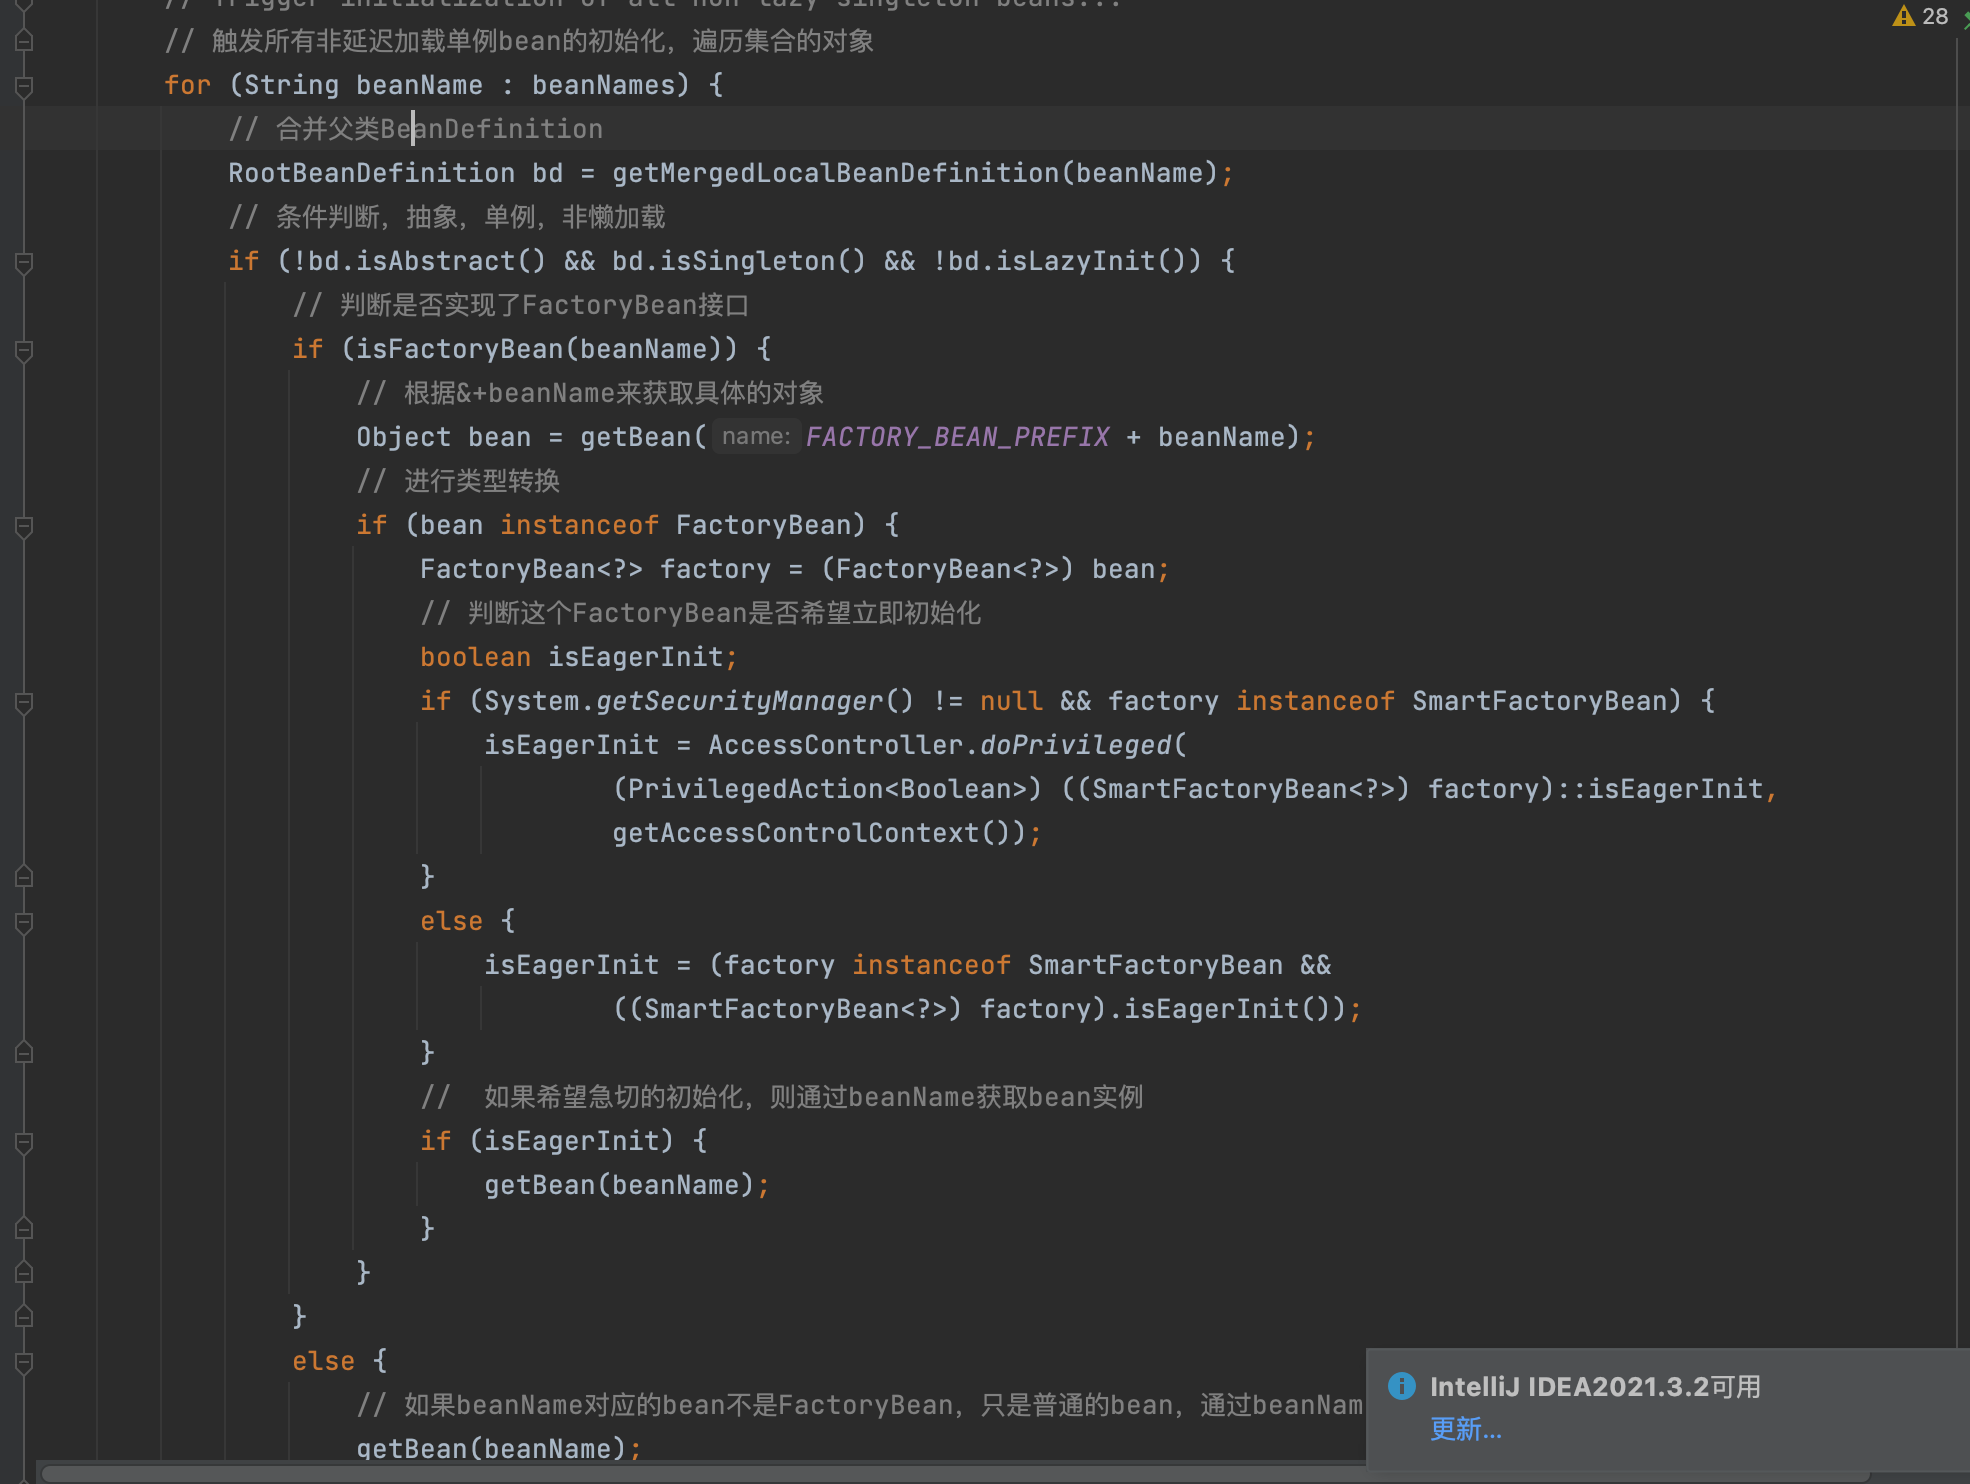 // Trigger initialization of all non-lazy singleton beans...
28
// 触发所有非延迟加载单例bean的初始化，遍历集合的对象
for (String beanName : beanNames) {
// 合并父类BeanDefinition
RootBeanDefinition bd = getMergedLocalBeanDefinition(beanName);
// 条件判断，抽象，单例，非懒加载
if (!bd.isAbstract() && bd.isSingleton() && !bd.isLazyInit()) {
// 判断是否实现了FactoryBean接口
if (isFactoryBean(beanName)) {
// 根据&+beanName来获取具体的对象
Object bean = getBean( name: FACTORY_BEAN_PREFIX + beanName);
// 进行类型转换
if (bean instanceof FactoryBean) {
FactoryBean<?> factory = (FactoryBean<?>) bean;
// 判断这个FactoryBean是否希望立即初始化
boolean isEagerInit;
if (System.getSecurityManager() != null && factory instanceof SmartFactoryBean) {
isEagerInit = AccessController.doPrivileged(
(PrivilegedAction<Boolean>) ((SmartFactoryBean<?>) factory)::isEagerInit,
getAccessControlContext());
}
else {
isEagerInit = (factory instanceof SmartFactoryBean &&
((SmartFactoryBean<?>) factory).isEagerInit());
}
//  如果希望急切的初始化，则通过beanName获取bean实例
if (isEagerInit) {
getBean(beanName);
}
}
}
else {
// 如果beanName对应的bean不是FactoryBean，只是普通的bean，通过beanNam
getBean(beanName);
IntelliJ IDEA2021.3.2可用
更新...